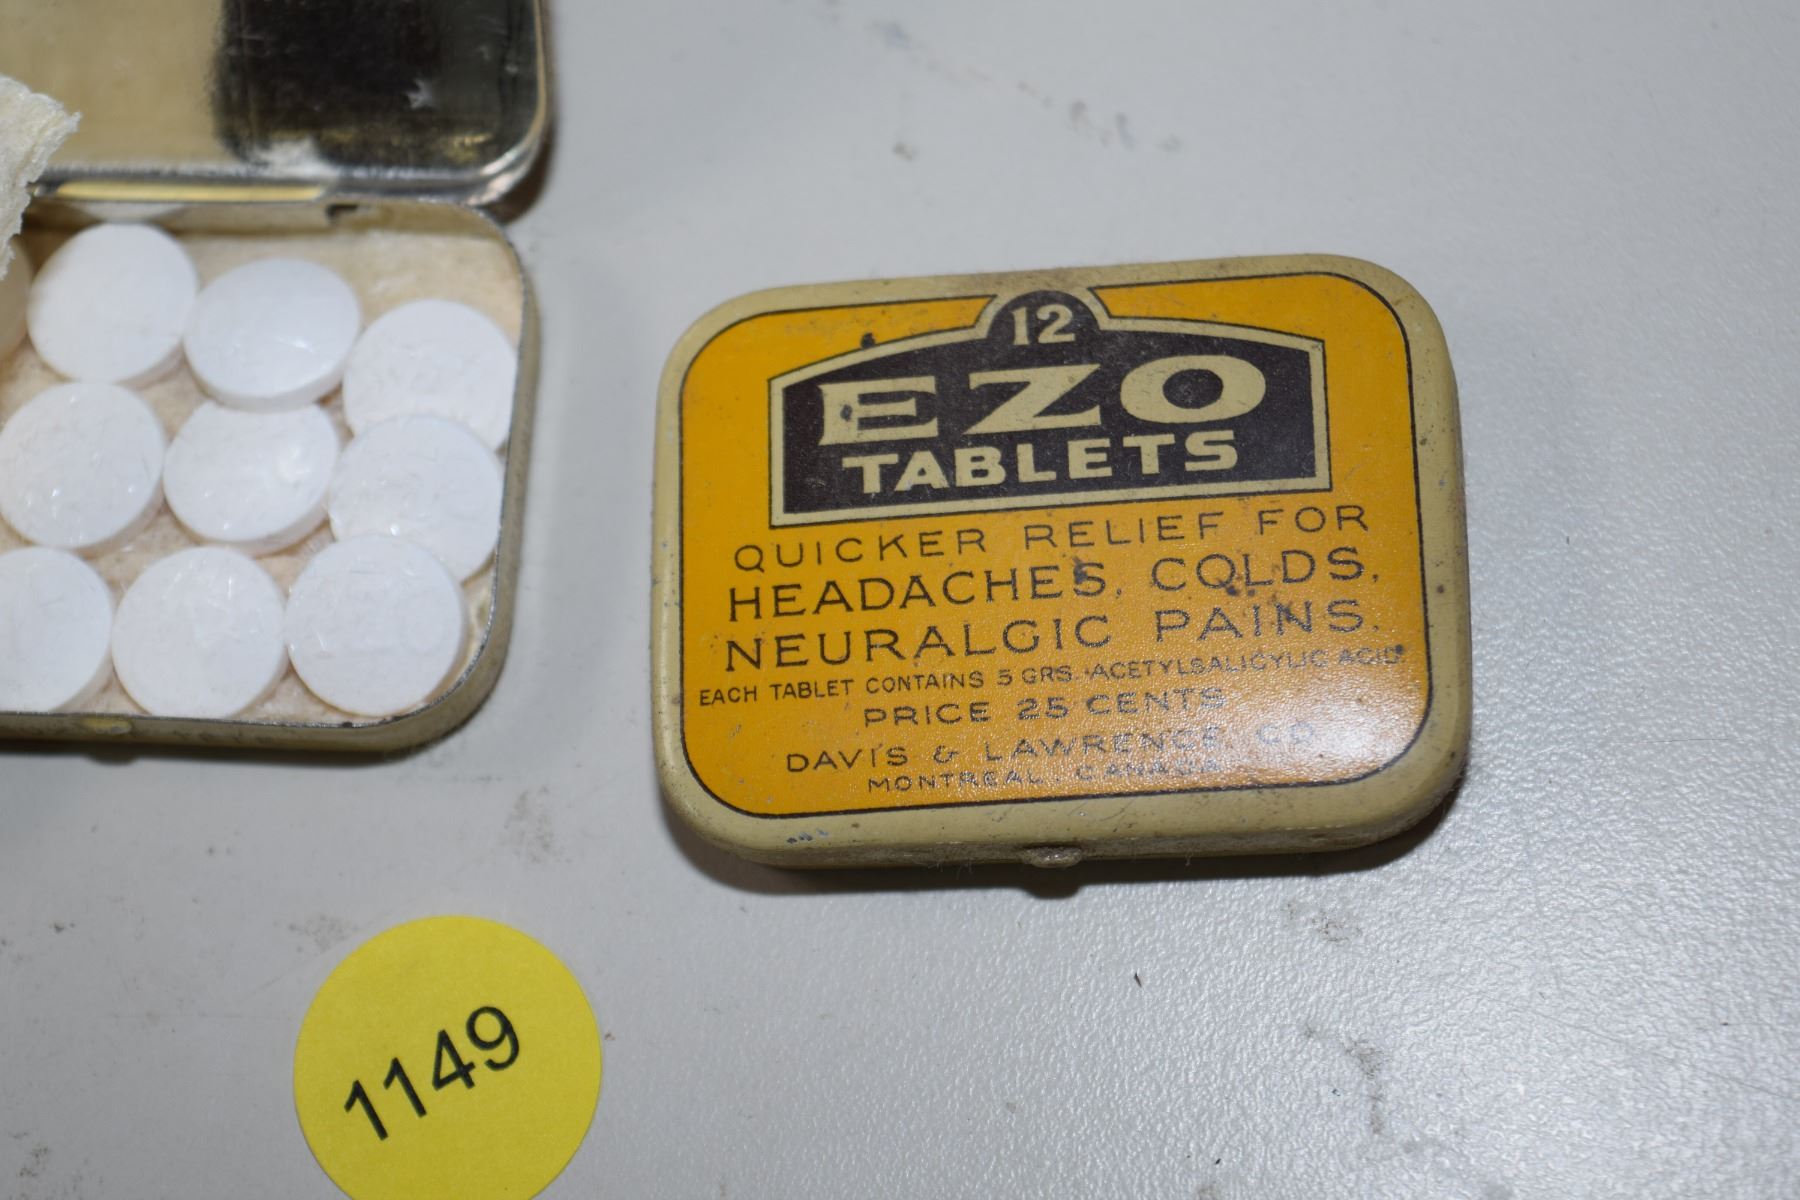 12
EZO
TABLETS
QUICKER RELIEF FOR
HEADACHES, COLDS,
NEURALGIC PAINS.
EACH TABLET CONTAINS 5 GRS. ACETYLSALICYLIC ACID.
PRICE 25 CENTS
DAVIS & LAWRENCE CO
MONTREAL, CANADA
1149